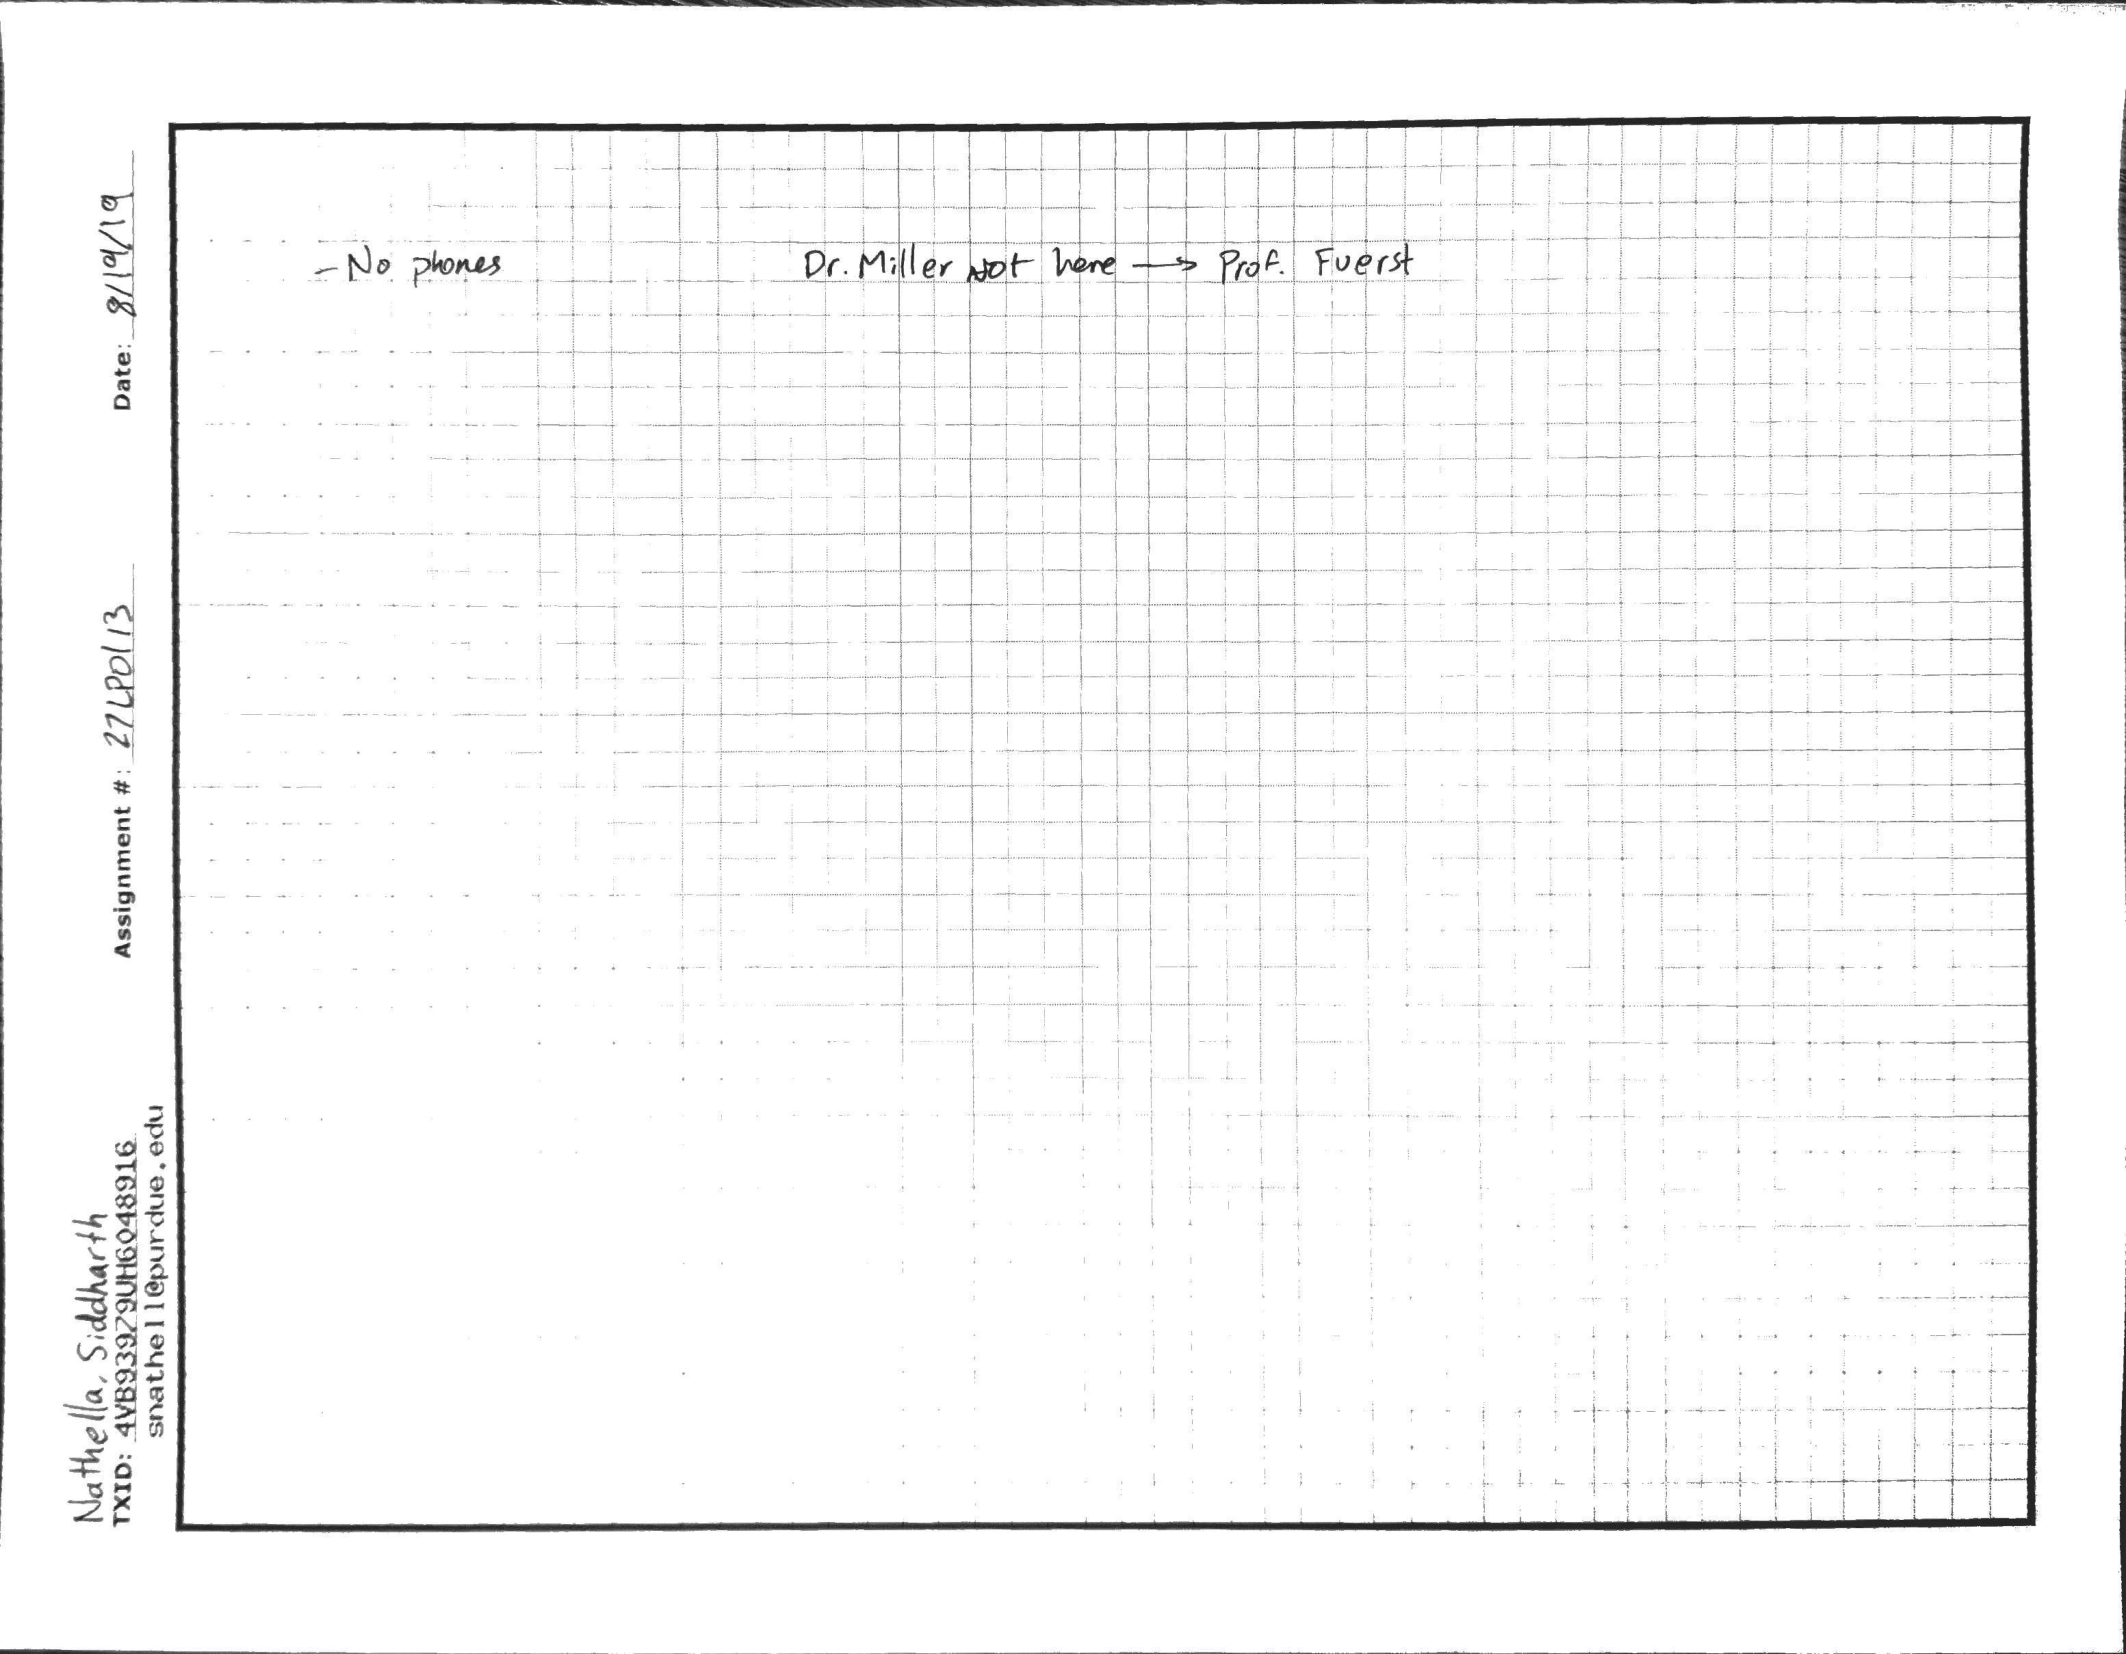 Nathella, Siddharth
TXID: 4VB939Z9UH6O48916
snathell@purdue.edu
Assignment #: 27LP0113
Date: 8/19/19
- No phones
Dr. Miller not here → Prof. Fuerst